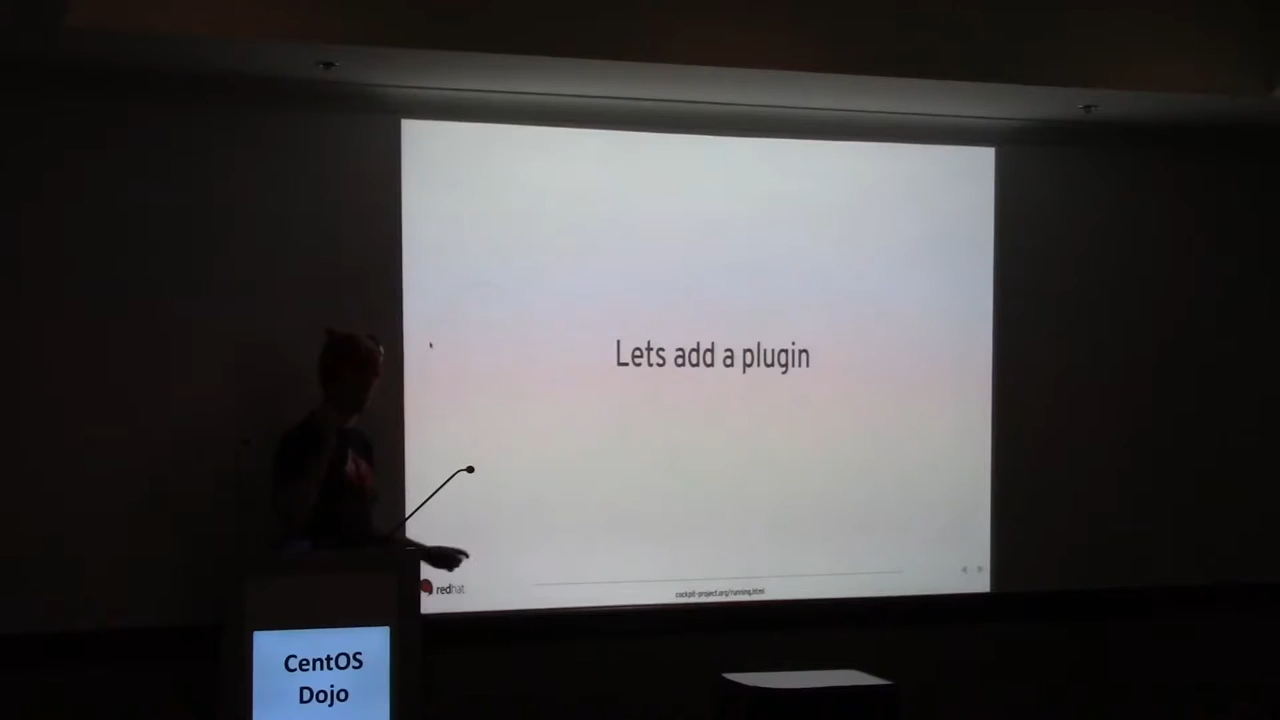 Lets add a plugin
redhat
cockpit-project.org/running.html
CentOS
Dojo